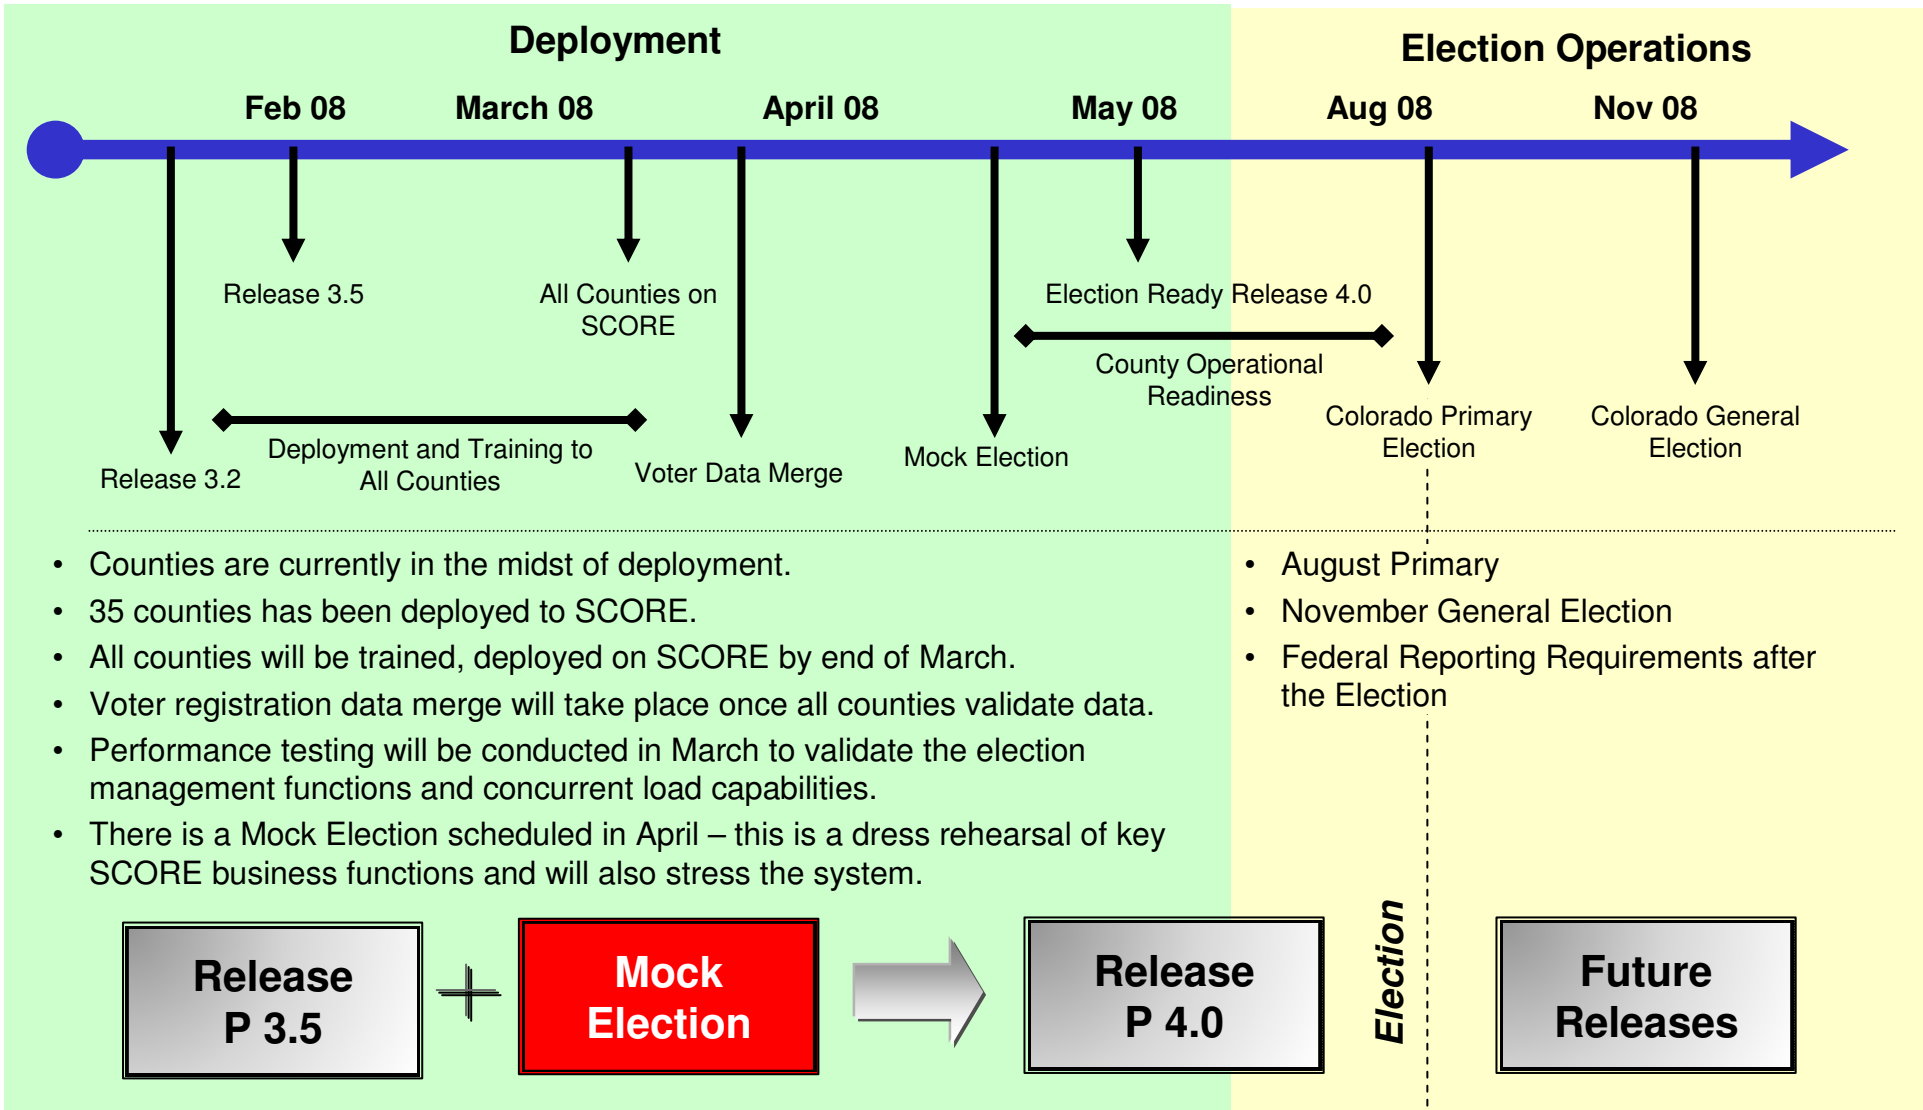 Deployment
Election Operations
Feb 08
March 08
April 08
May 08
Aug 08
Nov 08
Release 3.5
All Counties on
SCORE
Election Ready Release 4.0
County Operational
Readiness
Release 3.2
Deployment and Training to
All Counties
Voter Data Merge
Mock Election
Colorado Primary
Election
Colorado General
Election
• Counties are currently in the midst of deployment.
• 35 counties has been deployed to SCORE.
• All counties will be trained, deployed on SCORE by end of March.
• Voter registration data merge will take place once all counties validate data.
• Performance testing will be conducted in March to validate the election
management functions and concurrent load capabilities.
• There is a Mock Election scheduled in April – this is a dress rehearsal of key
SCORE business functions and will also stress the system.
• August Primary
• November General Election
• Federal Reporting Requirements after
the Election
Release
P 3.5
Mock
Election
Release
P 4.0
Election
Future
Releases